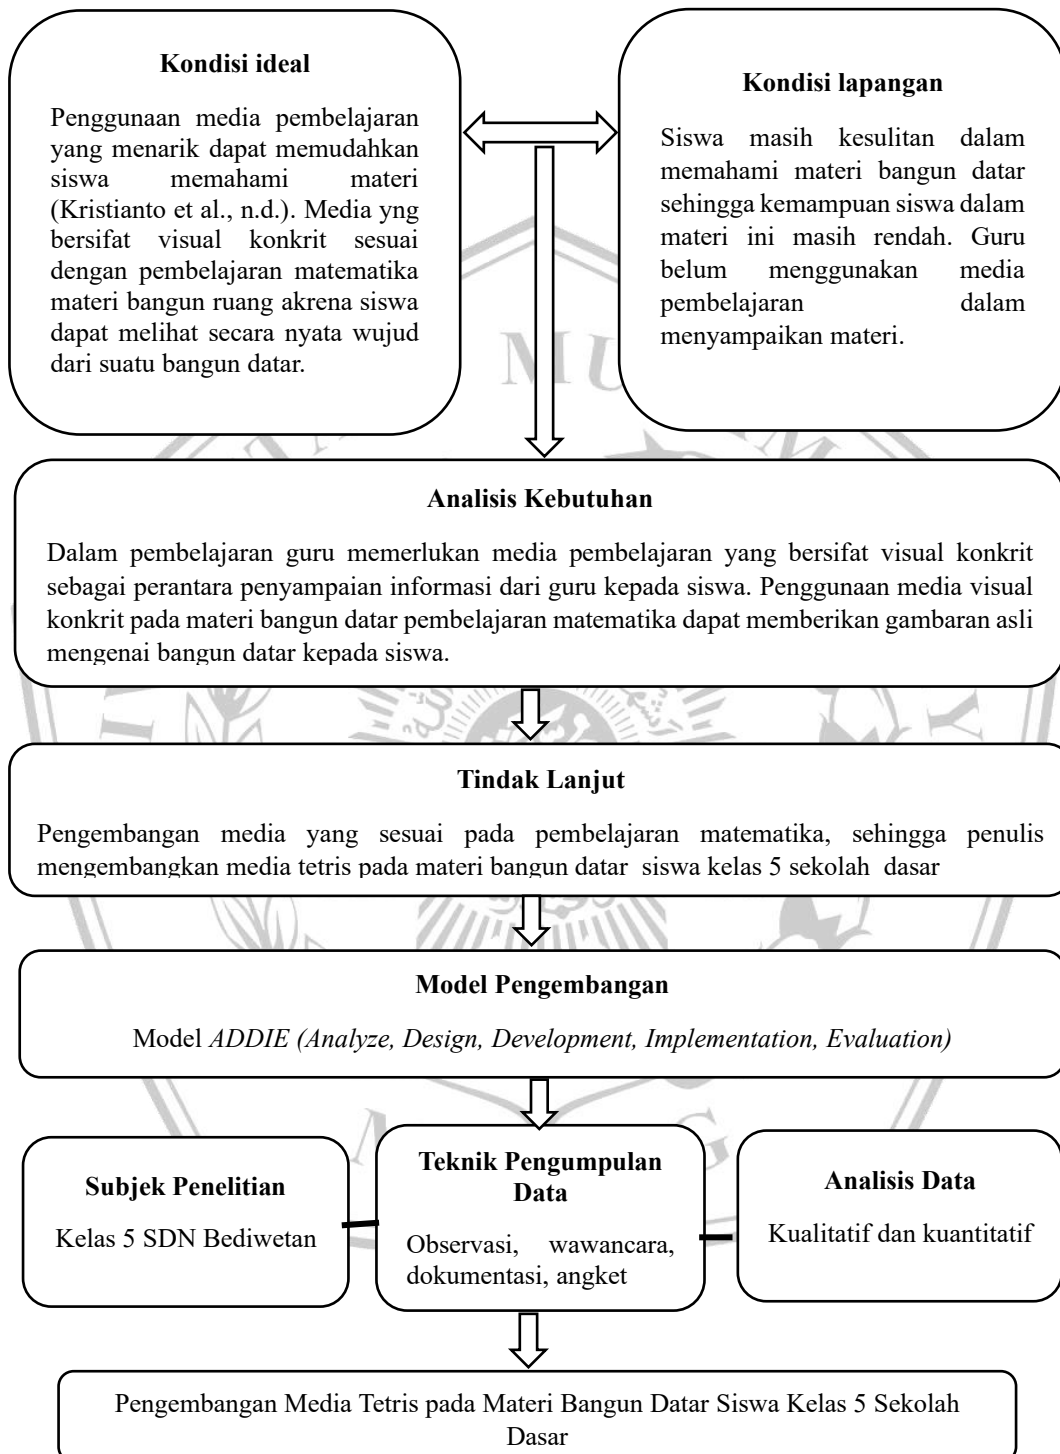 Kondisi ideal
Penggunaan media pembelajaran
yang menarik dapat memudahkan
siswa memahami materi
(Kristianto et al., n.d.). Media yng
bersifat visual konkrit sesuai
dengan pembelajaran matematika
materi bangun ruang akrena siswa
dapat melihat secara nyata wujud
dari suatu bangun datar.
Kondisi lapangan
Siswa masih kesulitan dalam
memahami materi bangun datar
sehingga kemampuan siswa dalam
materi ini masih rendah. Guru
belum menggunakan media
pembelajaran dalam
menyampaikan materi.
Analisis Kebutuhan
Dalam pembelajaran guru memerlukan media pembelajaran yang bersifat visual konkrit
sebagai perantara penyampaian informasi dari guru kepada siswa. Penggunaan media visual
konkrit pada materi bangun datar pembelajaran matematika dapat memberikan gambaran asli
mengenai bangun datar kepada siswa.
Tindak Lanjut
Pengembangan media yang sesuai pada pembelajaran matematika, sehingga penulis
mengembangkan media tetris pada materi bangun datar siswa kelas 5 sekolah dasar
Model Pengembangan
Model ADDIE (Analyze, Design, Development, Implementation, Evaluation)
Subjek Penelitian
Kelas 5 SDN Bediwetan
Teknik Pengumpulan
Data
Observasi, wawancara,
dokumentasi, angket
Analisis Data
Kualitatif dan kuantitatif
Pengembangan Media Tetris pada Materi Bangun Datar Siswa Kelas 5 Sekolah
Dasar